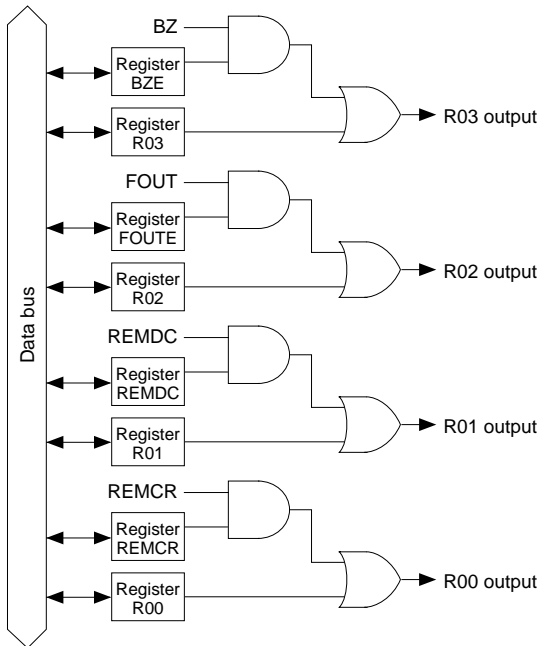 BZ
Register
BZE
Register
R03
R03 output
FOUT
Register
FOUTE
Register
R02
R02 output
Data bus
REMDC
Register
REMDC
Register
R01
R01 output
REMCR
Register
REMCR
Register
R00
R00 output